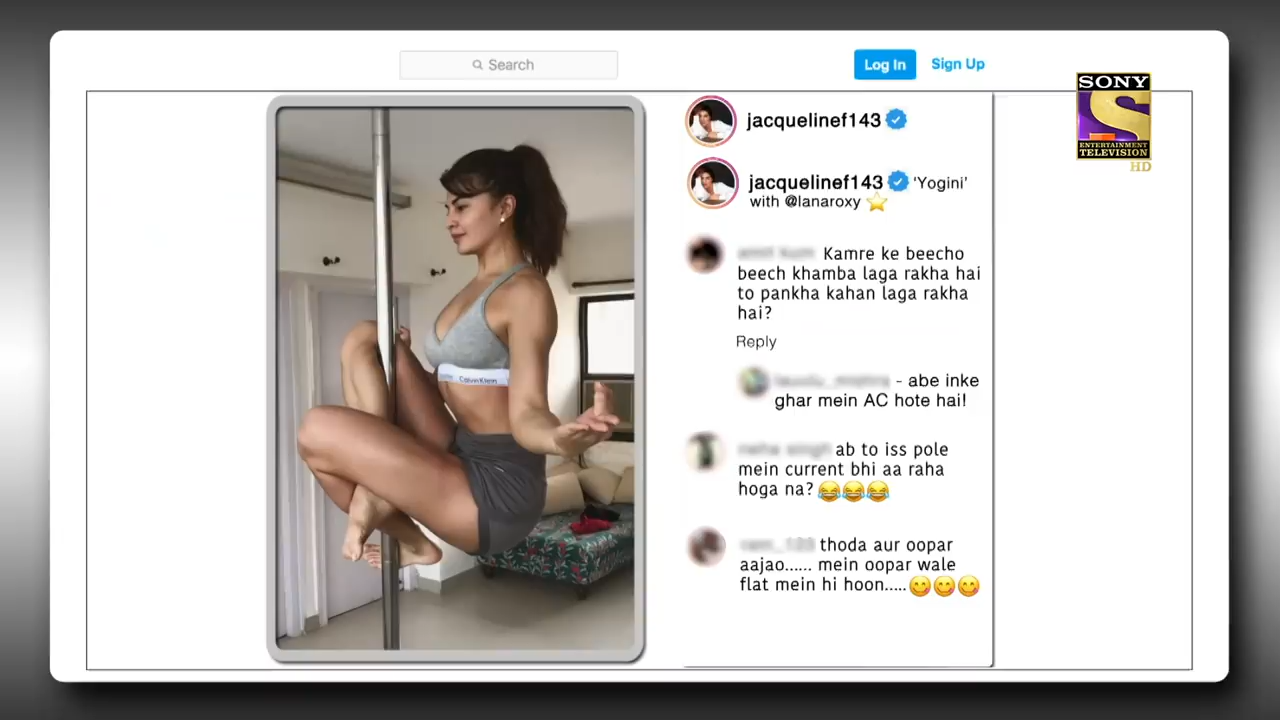 Search
Log In
Sign Up
SONY
ENTERTAINMENT
TELEVISION
HD
jacquelinef143
jacquelinef143 'Yogini'
with @lanaroxy ⭐
Kamre ke beecho
beech khamba laga rakha hai
to pankha kahan laga rakha
hai?
Reply
- abe inke
ghar mein AC hote hai!
ab to iss pole
mein current bhi aa raha
hoga na? 😂😂😂
thoda aur oopar
aajao...... mein oopar wale
flat mein hi hoon.....😋😋😋
Calvin Klein